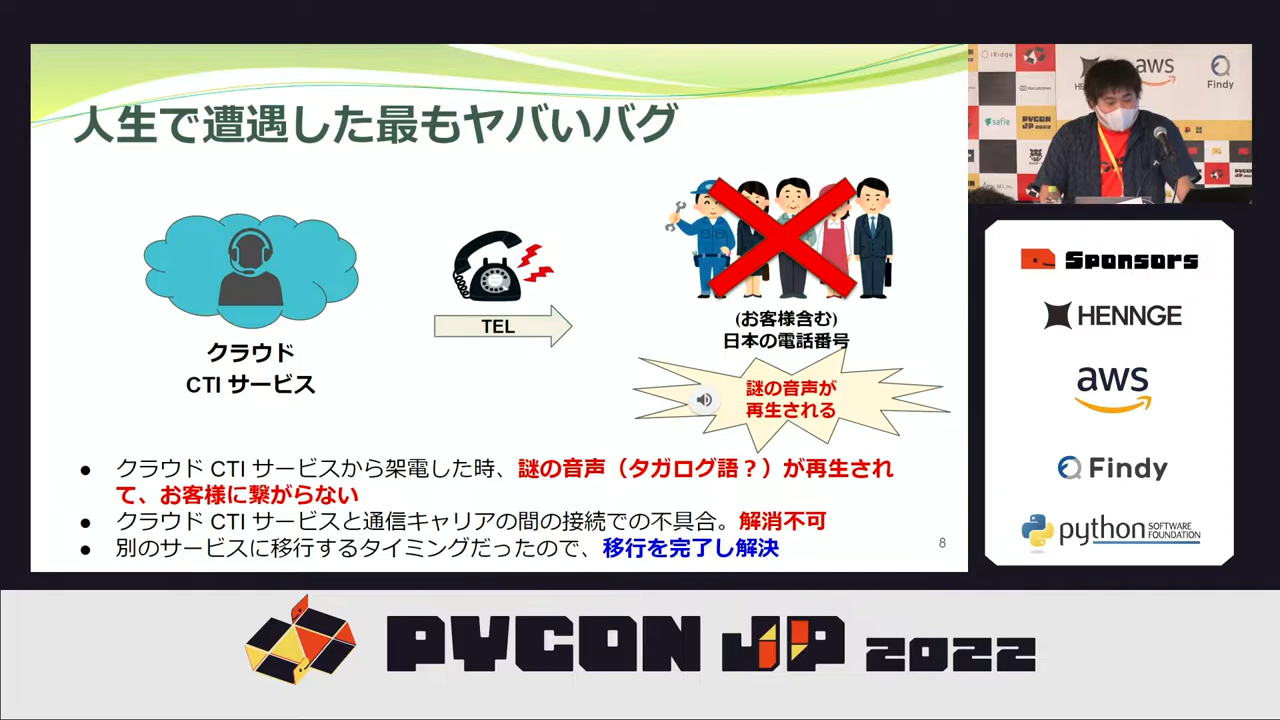 人生で遭遇した最もヤバいバグ
クラウド
CTI サービス
TEL
(お客様含む)
日本の電話番号
謎の音声が
再生される
● クラウド CTI サービスから架電した時、謎の音声（タガログ語？）が再生され
て、お客様に繋がらない
● クラウド CTI サービスと通信キャリアの間の接続での不具合。解消不可
● 別のサービスに移行するタイミングだったので、移行を完了し解決
8
iRidge
aws
Findy
safie
PYCON
JP 2022
Sponsors
HENNGE
aws
Findy
python SOFTWARE
FOUNDATION
PYCON JP 2022